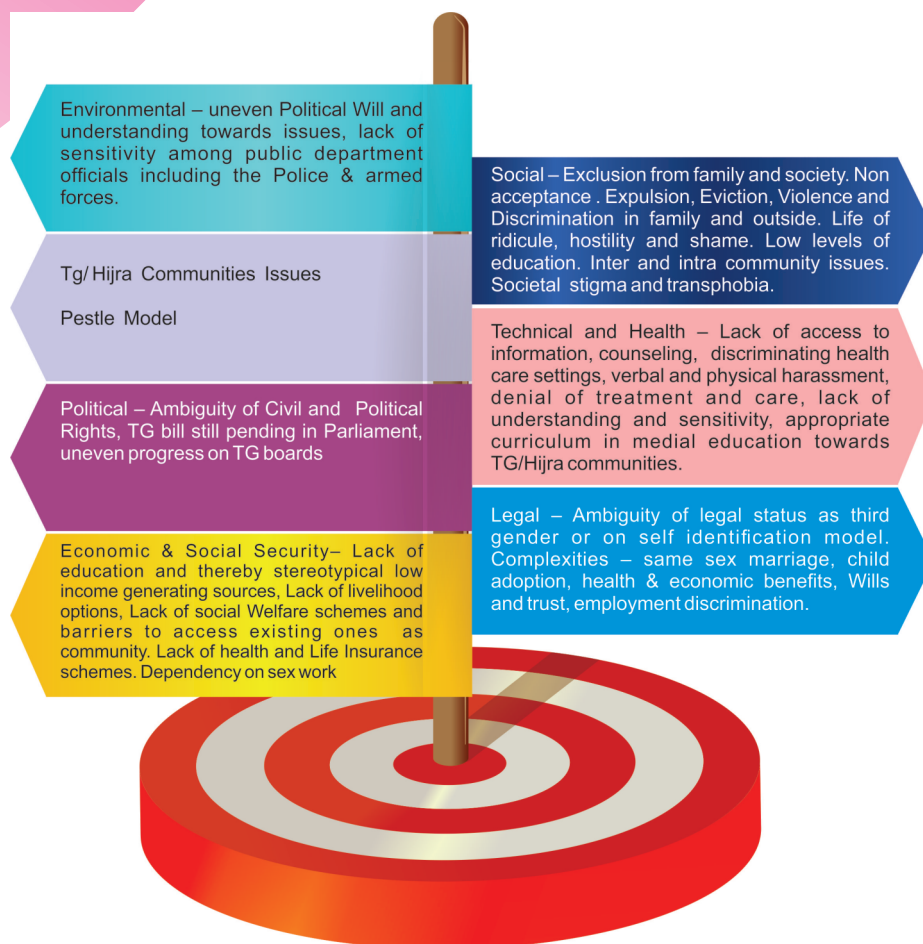 Environmental – uneven Political Will and
understanding towards issues, lack of
sensitivity among public department
officials including the Police & armed
forces.
Tg/ Hijra Communities Issues
Pestle Model
Political – Ambiguity of Civil and Political
Rights, TG bill still pending in Parliament,
uneven progress on TG boards
Economic & Social Security– Lack of
education and thereby stereotypical low
income generating sources, Lack of livelihood
options, Lack of social Welfare schemes and
barriers to access existing ones as
community. Lack of health and Life Insurance
schemes. Dependency on sex work
Social – Exclusion from family and society. Non
acceptance . Expulsion, Eviction, Violence and
Discrimination in family and outside. Life of
ridicule, hostility and shame. Low levels of
education. Inter and intra community issues.
Societal stigma and transphobia.
Technical and Health – Lack of access to
information, counseling, discriminating health
care settings, verbal and physical harassment,
denial of treatment and care, lack of
understanding and sensitivity, appropriate
curriculum in medial education towards
TG/Hijra communities.
Legal – Ambiguity of legal status as third
gender or on self identification model.
Complexities – same sex marriage, child
adoption, health & economic benefits, Wills
and trust, employment discrimination.